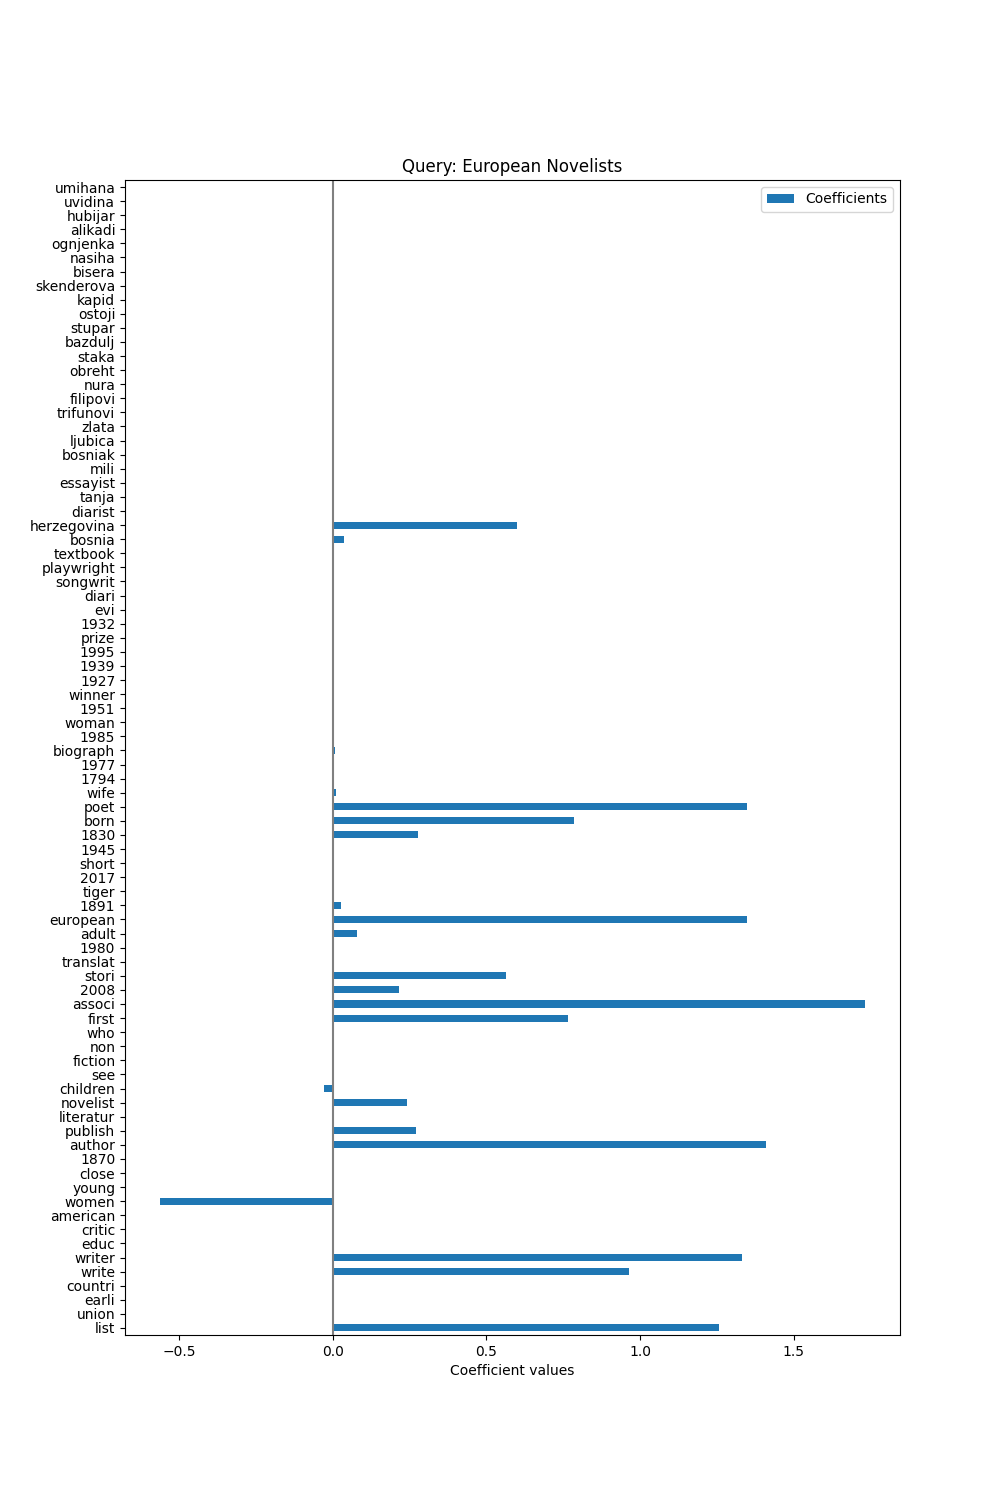 Query: European Novelists
Coefficients
umihana
uvidina
hubijar
alikadi
ognjenka
nasiha
bisera
skenderova
kapid
ostoji
stupar
bazdulj
staka
obreht
nura
filipovi
trifunovi
zlata
ljubica
bosniak
mili
essayist
tanja
diarist
herzegovina
bosnia
textbook
playwright
songwrit
diari
evi
1932
prize
1995
1939
1927
winner
1951
woman
1985
biograph
1977
1794
wife
poet
born
1830
1945
short
2017
tiger
1891
european
adult
1980
translat
stori
2008
associ
first
who
non
fiction
see
children
novelist
literatur
publish
author
1870
close
young
women
american
critic
educ
writer
write
countri
earli
union
list
−0.5 0.0 0.5 1.0 1.5
Coefficient values